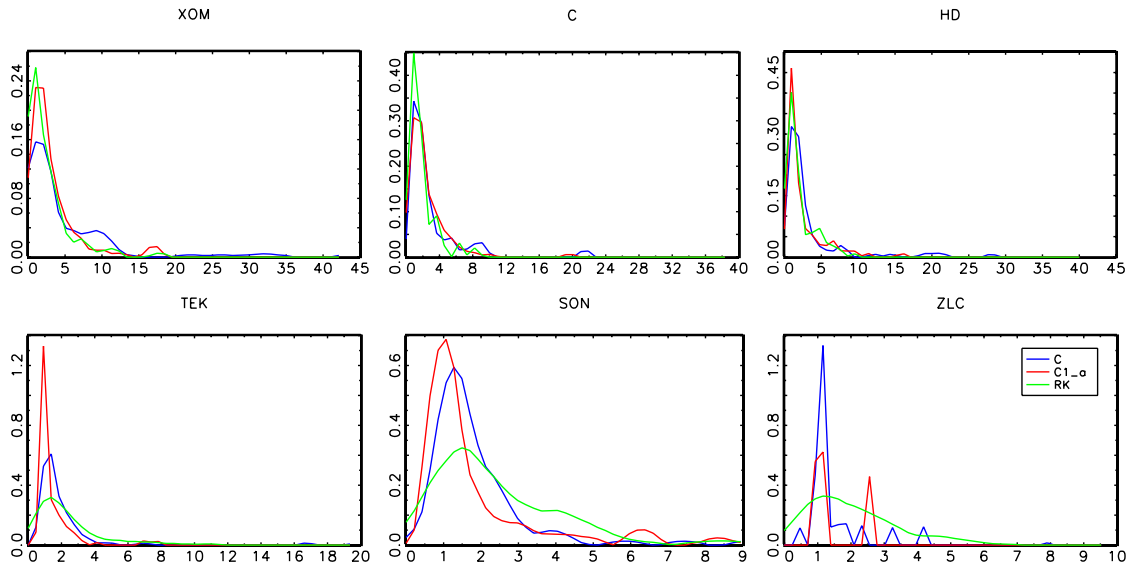 XOM C HD
0.00 0.08 0.16 0.24
0.0 5 10 15 20 25 30 35 40 45
0.00 0.10 0.20 0.30 0.40
0.0 4 8 12 16 20 24 28 32 36 40
0.00 0.15 0.30 0.45
0.0 5 10 15 20 25 30 35 40 45
TEK SON ZLC
0.0 0.4 0.8 1.2
0.0 2 4 6 8 10 12 14 16 18 20
0.0 0.2 0.4 0.6
0.0 1 2 3 4 5 6 7 8 9
0.0 0.4 0.8 1.2
0.0 1 2 3 4 5 6 7 8 9 10
C
C1_a
RK